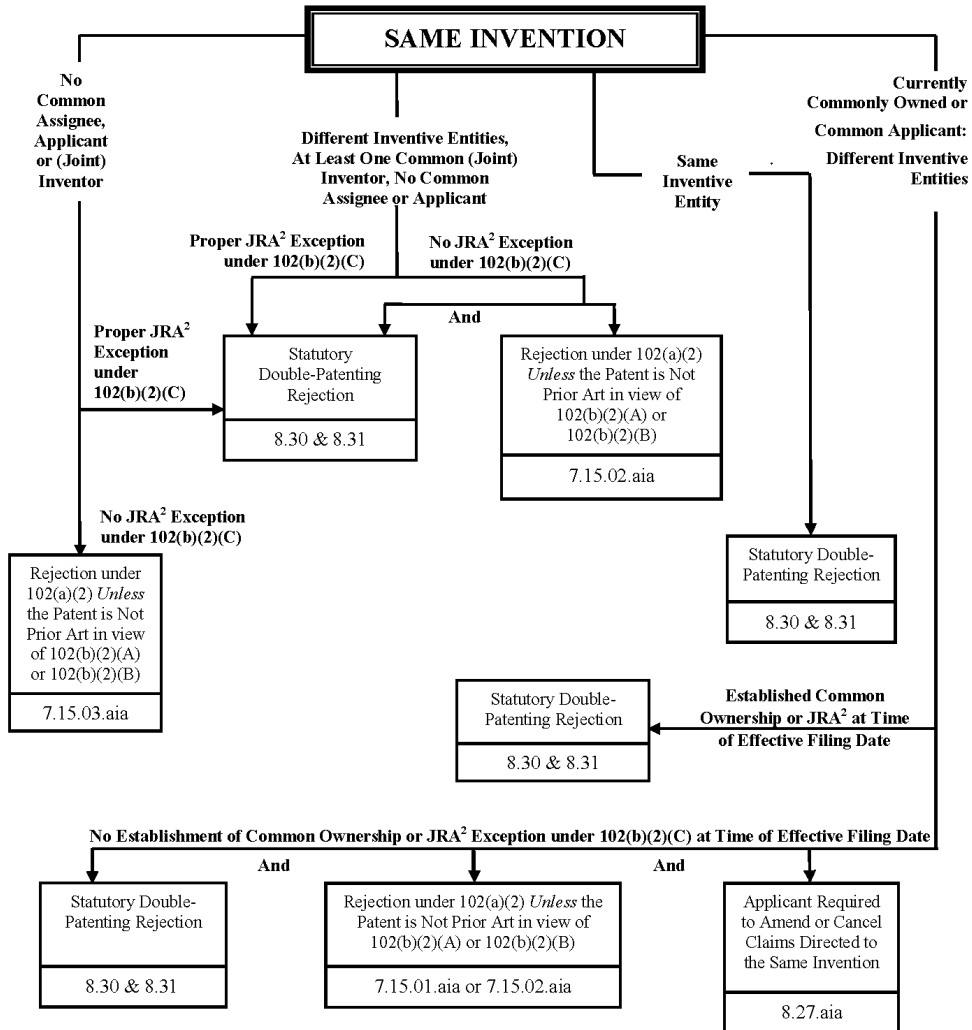 SAME INVENTION
No
Common
Assignee,
Applicant
or (Joint)
Inventor
Different Inventive Entities,
At Least One Common (Joint)
Inventor, No Common
Assignee or Applicant
Same
Inventive
Entity
Currently
Commonly Owned or
Common Applicant:
Different Inventive
Entities
Proper JRA² Exception
under 102(b)(2)(C)
No JRA² Exception
under 102(b)(2)(C)
And
Proper JRA²
Exception
under
102(b)(2)(C)
Statutory
Double-Patenting
Rejection
8.30 & 8.31
Rejection under 102(a)(2)
Unless the Patent is Not
Prior Art in view of
102(b)(2)(A) or
102(b)(2)(B)
7.15.02.aia
No JRA² Exception
under 102(b)(2)(C)
Rejection under
102(a)(2) Unless
the Patent is Not
Prior Art in view
of 102(b)(2)(A)
or 102(b)(2)(B)
7.15.03.aia
Statutory Double-
Patenting Rejection
8.30 & 8.31
Statutory Double-
Patenting Rejection
8.30 & 8.31
Established Common
Ownership or JRA² at Time
of Effective Filing Date
No Establishment of Common Ownership or JRA² Exception under 102(b)(2)(C) at Time of Effective Filing Date
And
And
Statutory Double-
Patenting Rejection
8.30 & 8.31
Rejection under 102(a)(2) Unless the
Patent is Not Prior Art in view of
102(b)(2)(A) or 102(b)(2)(B)
7.15.01.aia or 7.15.02.aia
Applicant Required
to Amend or Cancel
Claims Directed to
the Same Invention
8.27.aia